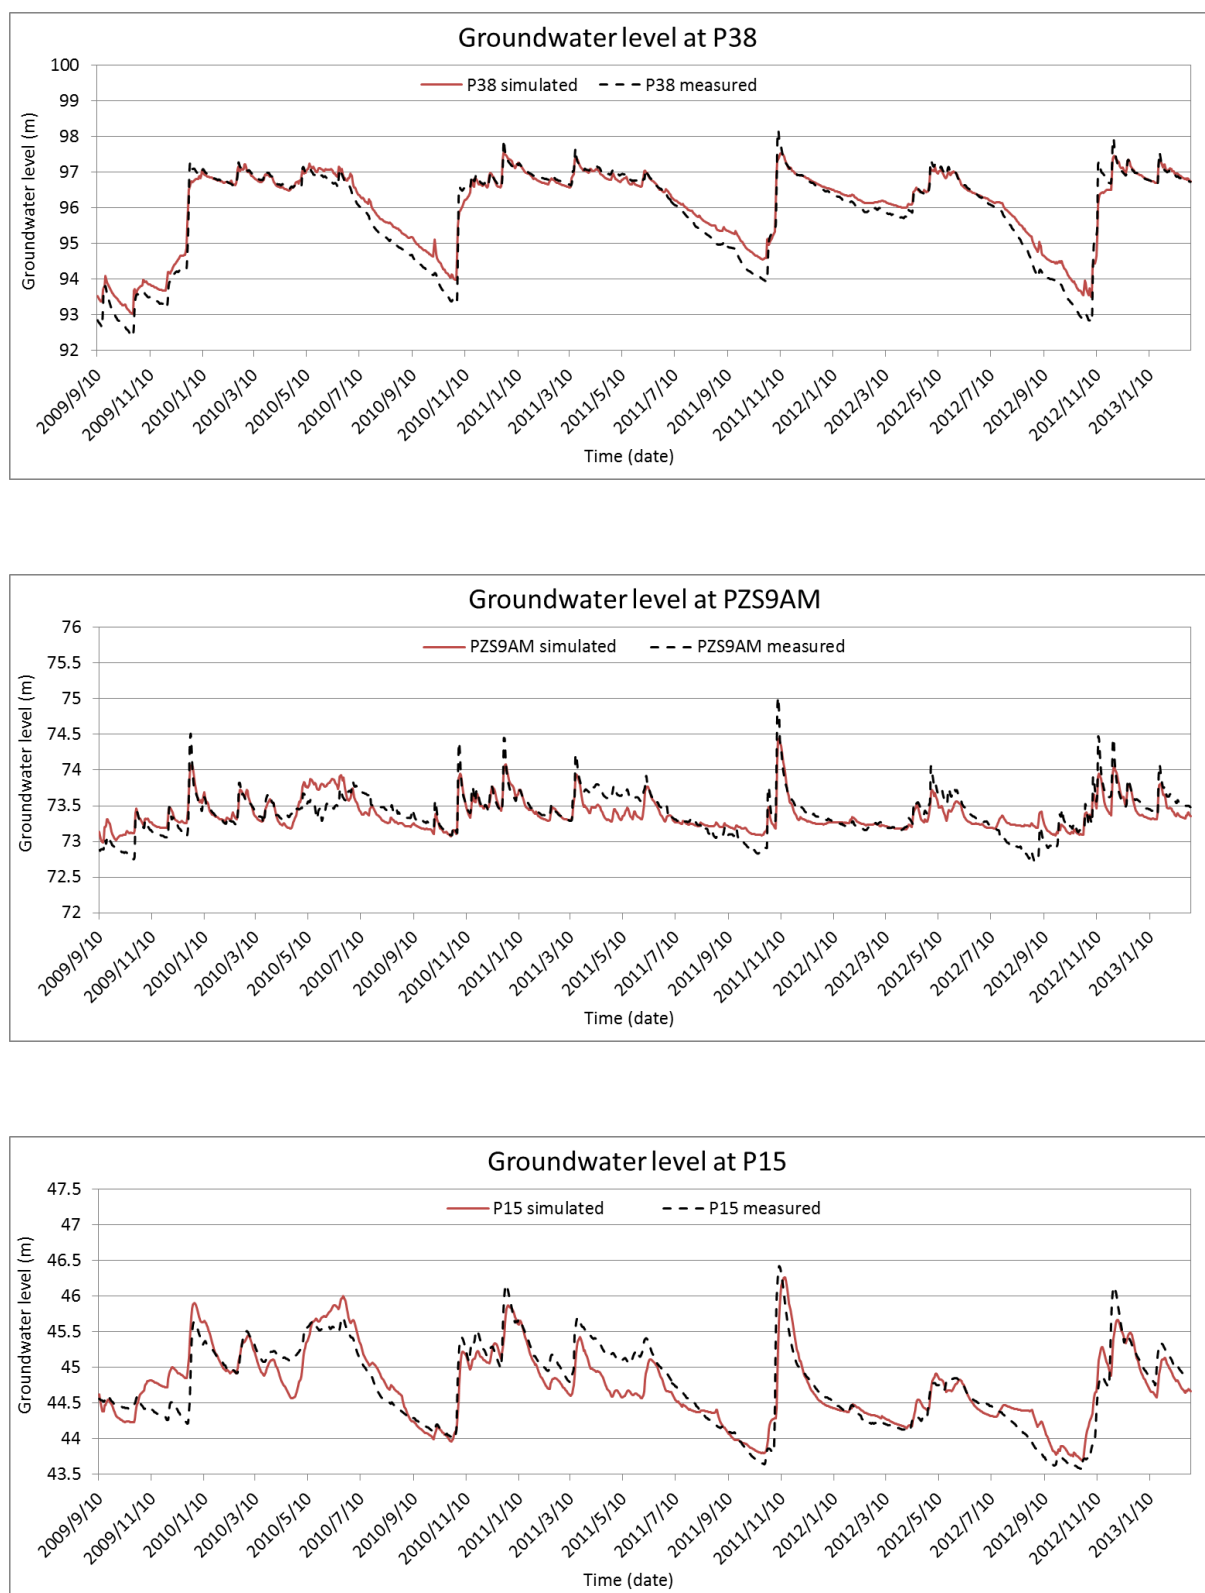 Groundwater level at P38
P38 simulated P38 measured
Groundwater level (m)
100
99
98
97
96
95
94
93
92
2009/9/10 2009/11/10 2010/1/10 2010/3/10 2010/5/10 2010/7/10 2010/9/10 2010/11/10 2011/1/10 2011/3/10 2011/5/10 2011/7/10 2011/9/10 2011/11/10 2012/1/10 2012/3/10 2012/5/10 2012/7/10 2012/9/10 2012/11/10 2013/1/10
Time (date)
Groundwater level at PZS9AM
PZS9AM simulated PZS9AM measured
Groundwater level (m)
76
75.5
75
74.5
74
73.5
73
72.5
72
2009/9/10 2009/11/10 2010/1/10 2010/3/10 2010/5/10 2010/7/10 2010/9/10 2010/11/10 2011/1/10 2011/3/10 2011/5/10 2011/7/10 2011/9/10 2011/11/10 2012/1/10 2012/3/10 2012/5/10 2012/7/10 2012/9/10 2012/11/10 2013/1/10
Time (date)
Groundwater level at P15
P15 simulated P15 measured
Groundwater level (m)
47.5
47
46.5
46
45.5
45
44.5
44
43.5
2009/9/10 2009/11/10 2010/1/10 2010/3/10 2010/5/10 2010/7/10 2010/9/10 2010/11/10 2011/1/10 2011/3/10 2011/5/10 2011/7/10 2011/9/10 2011/11/10 2012/1/10 2012/3/10 2012/5/10 2012/7/10 2012/9/10 2012/11/10 2013/1/10
Time (date)